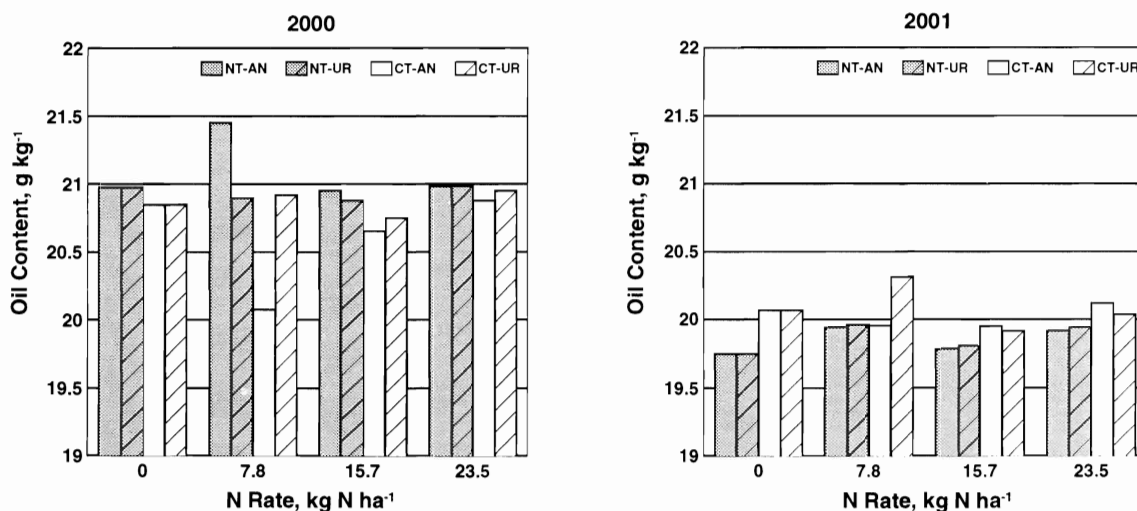 2000
NT-AN NT-UR CT-AN CT-UR
Oil Content, g kg⁻¹
22
21.5
21
20.5
20
19.5
19
0 7.8 15.7 23.5
N Rate, kg N ha⁻¹
2001
NT-AN NT-UR CT-AN CT-UR
Oil Content, g kg⁻¹
22
21.5
21
20.5
20
19.5
19
0 7.8 15.7 23.5
N Rate, kg N ha⁻¹